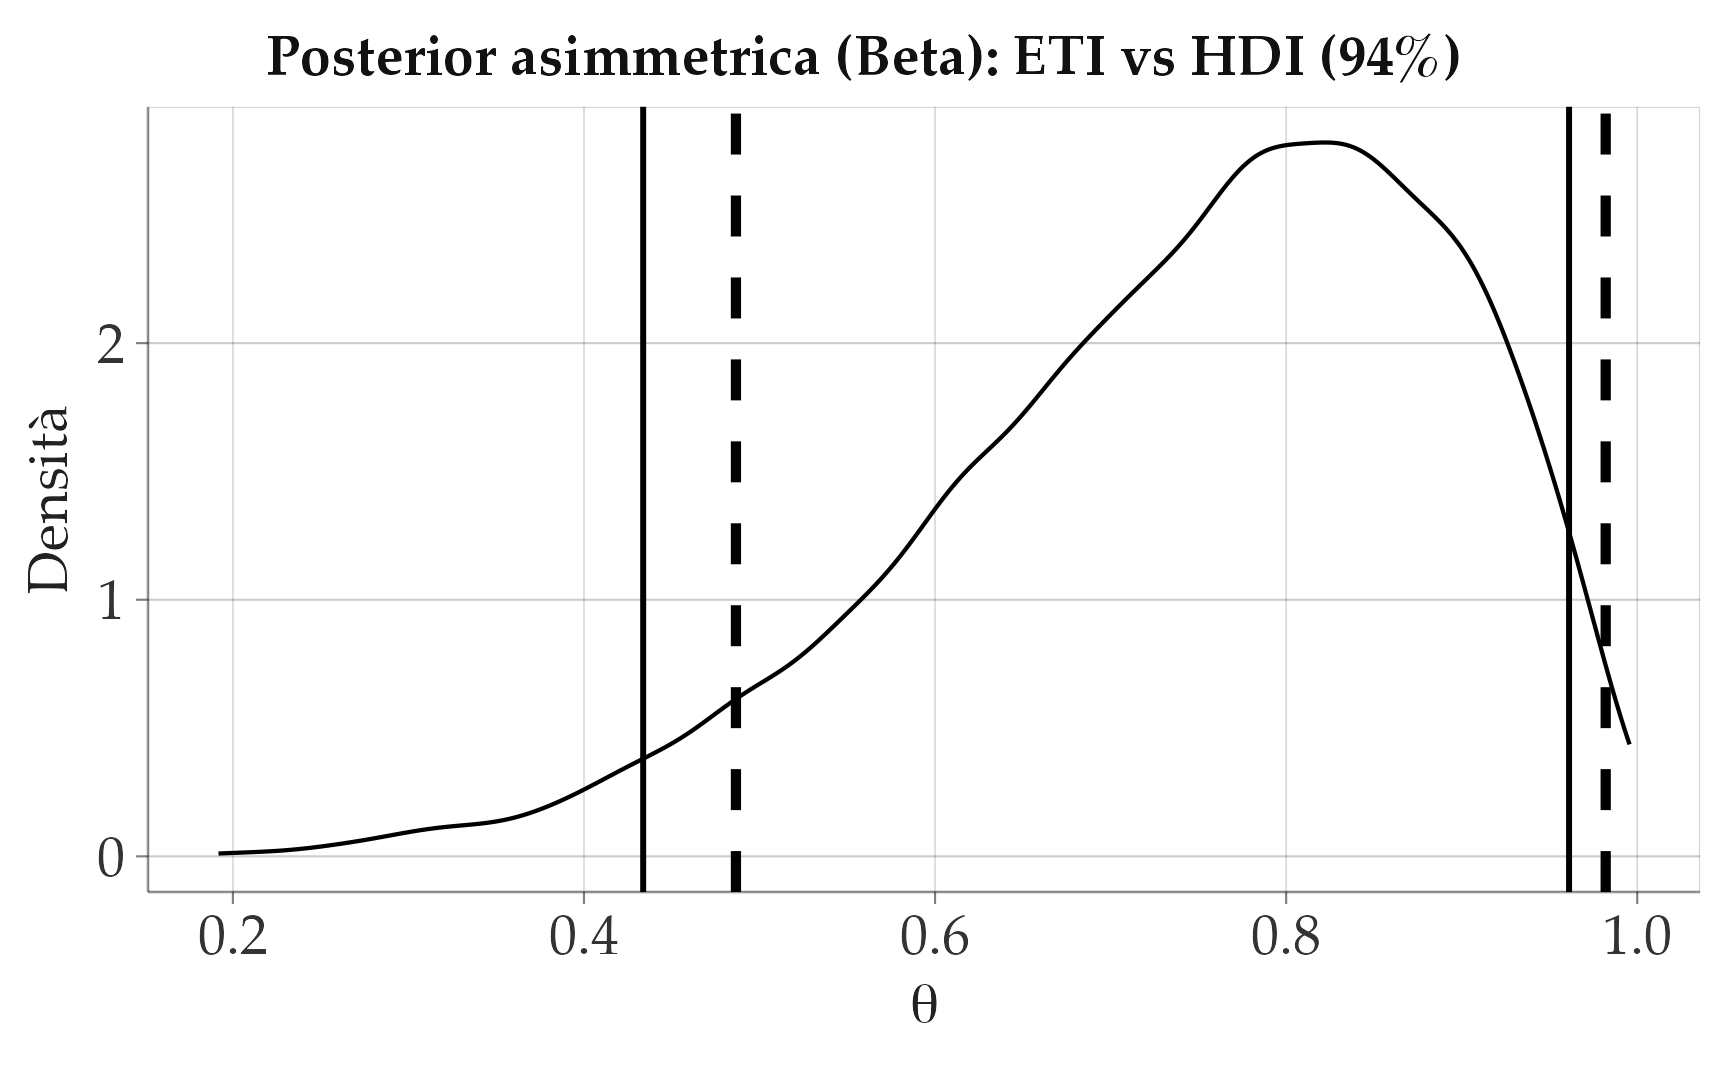 Posterior asimmetrica (Beta): ETI vs HDI (94%)
Densità
2
1
0
0.2 0.4 0.6 0.8 1.0
θ